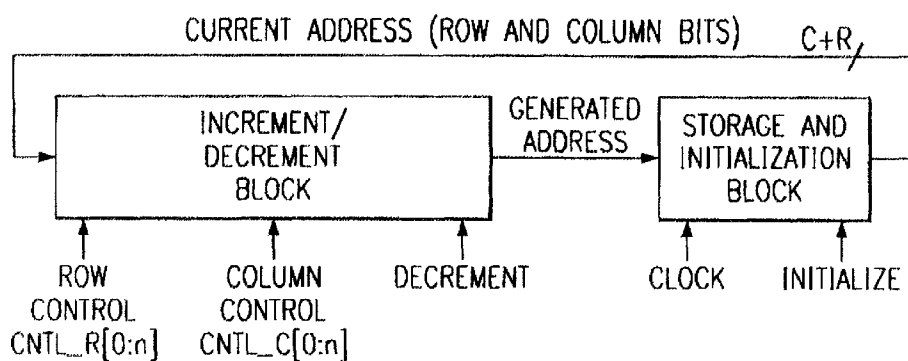 CURRENT ADDRESS (ROW AND COLUMN BITS)
C+R
INCREMENT/
DECREMENT
BLOCK
GENERATED
ADDRESS
STORAGE AND
INITIALIZATION
BLOCK
ROW
CONTROL
CNTL_R[0:n]
COLUMN
CONTROL
CNTL_C[0:n]
DECREMENT
CLOCK
INITIALIZE